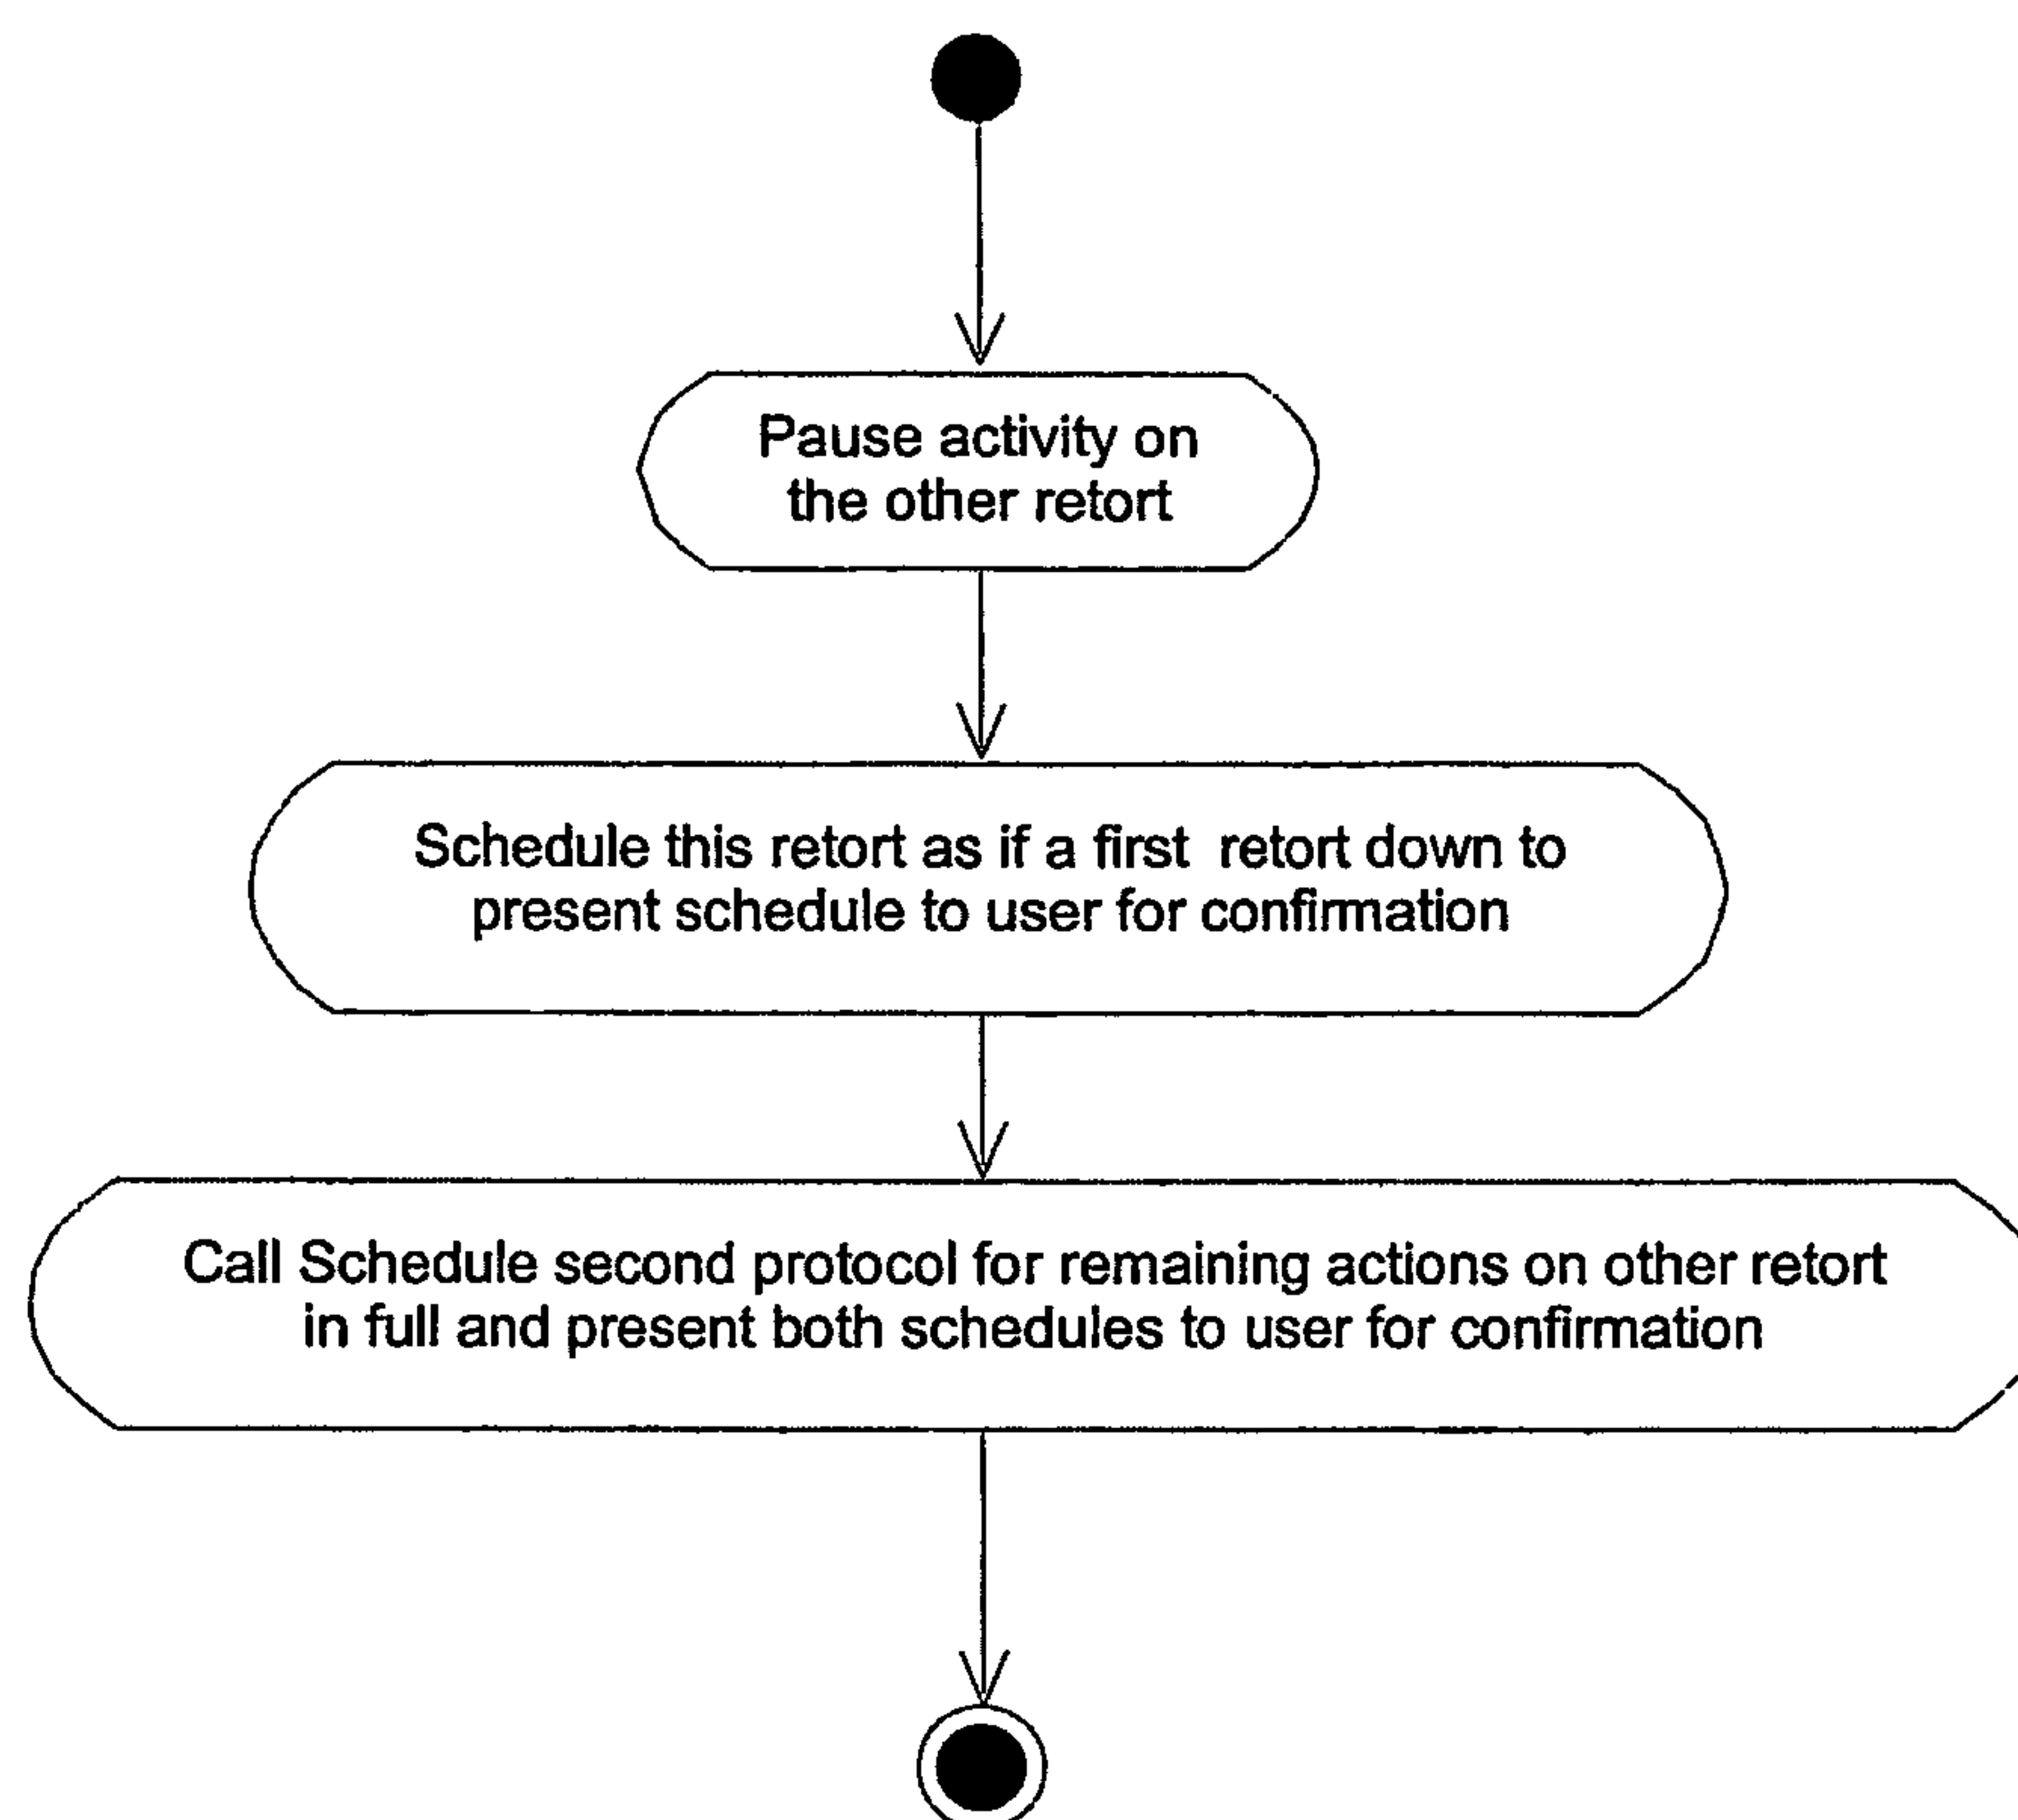 Pause activity on
the other retort
Schedule this retort as if a first retort down to
present schedule to user for confirmation
Call Schedule second protocol for remaining actions on other retort
in full and present both schedules to user for confirmation